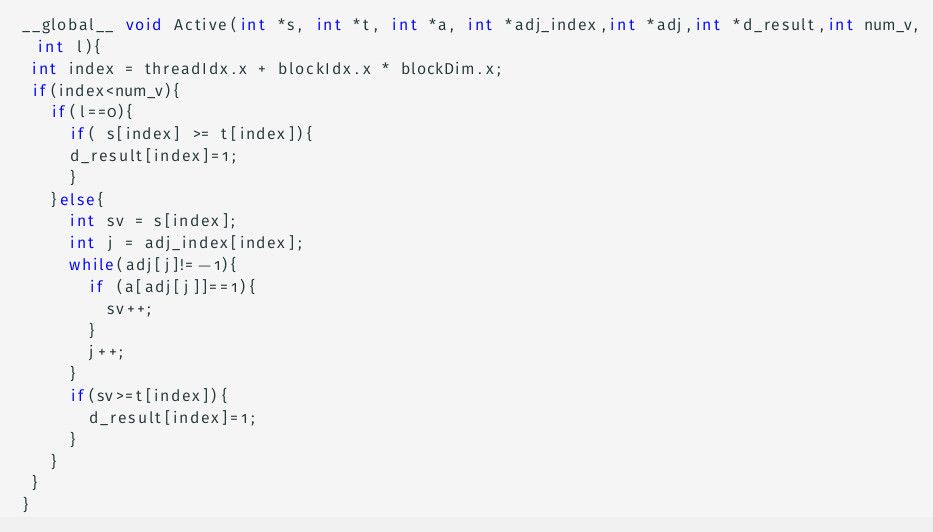 __global__ void Active(int *s, int *t, int *a, int *adj_index,int *adj,int *d_result,int num_v,
int l){
int index = threadIdx.x + blockIdx.x * blockDim.x;
if(index<num_v){
if(l==0){
if( s[index] >= t[index]){
d_result[index]=1;
}
}else{
int sv = s[index];
int j = adj_index[index];
while(adj[j]!=−1){
if (a[adj[j]]==1){
sv++;
}
j++;
}
if(sv>=t[index]){
d_result[index]=1;
}
}
}
}